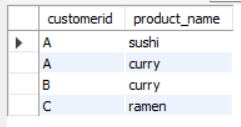 customerid product_name
A sushi
A curry
B curry
C ramen